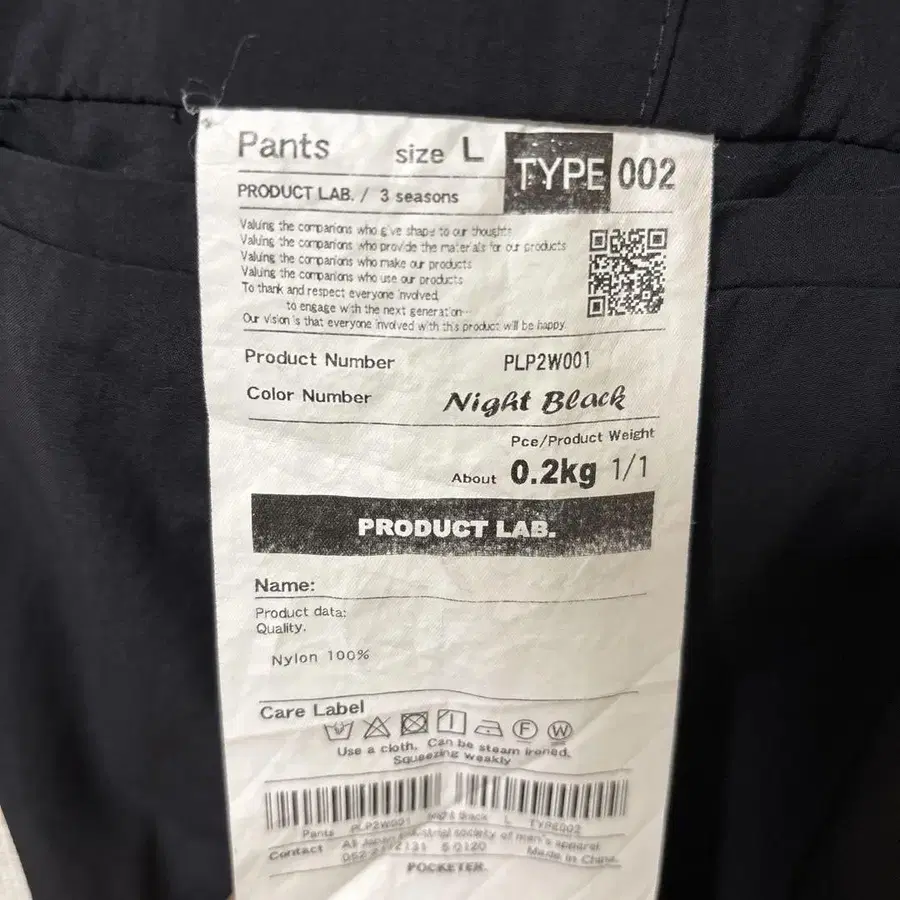 Pants size L TYPE 002
PRODUCT LAB. / 3 seasons
Valuing the companions who give shape to our thoughts
Valuing the companions who provide the materials for our products
Valuing the companions who make our products
Valuing the companions who use our products
To thank and respect everyone involved,
to engage with the next generation…
Our vision is that everyone involved with this product will be happy
Product Number PLP2W001
Color Number Night Black
Pce/Product Weight
About 0.2kg 1/1
PRODUCT LAB.
Name:
Product data:
Quality.
Nylon 100%
Care Label
F W
Use a cloth. Can be steam ironed.
Squeezing weakly
Pants PLP2W001 Night Black L TYPE002
Contact All Japan industrial society of men's apparel
Made in China.
POCKETER.